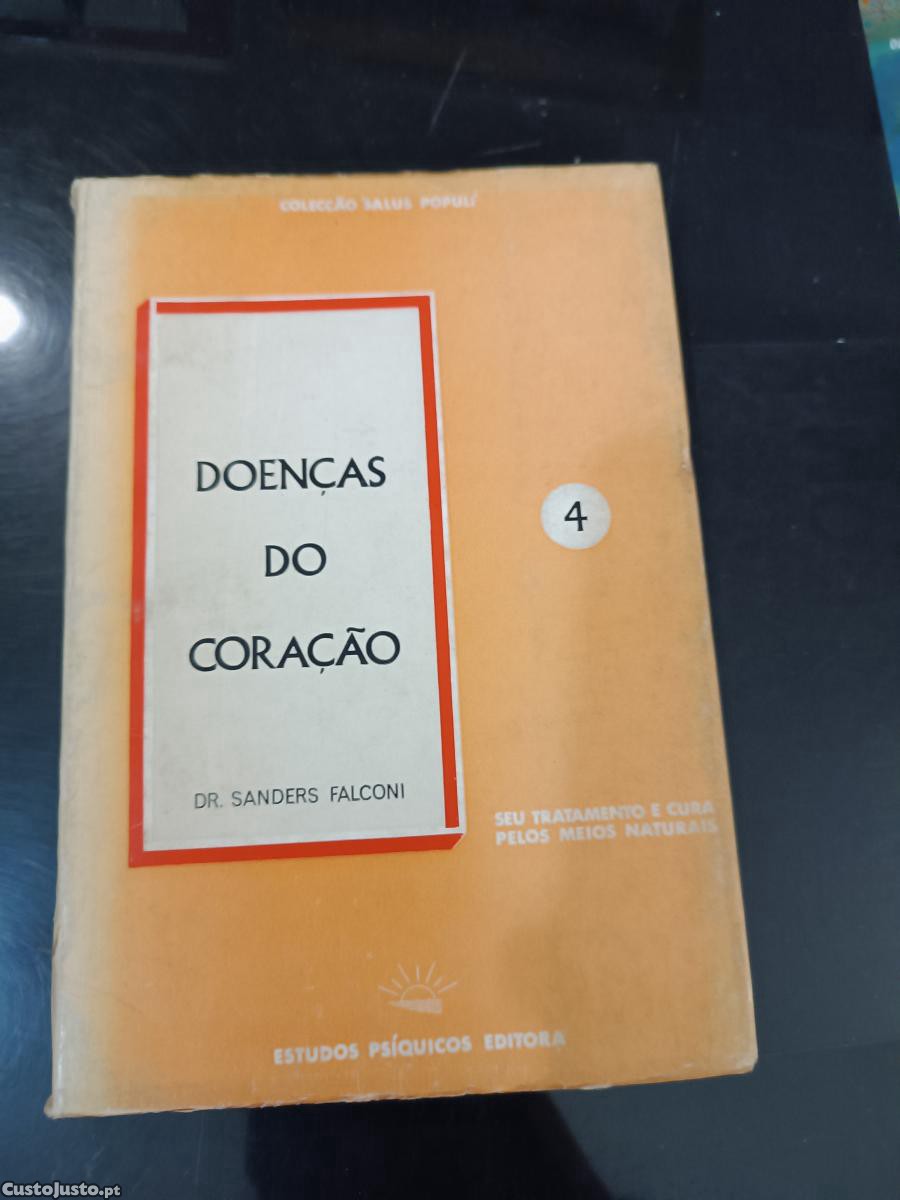 COLECÇÃO 'SALUS POPULI'
DOENÇAS
DO
CORAÇÃO
4
DR. SANDERS FALCONI
SEU TRATAMENTO E CURA
PELOS MEIOS NATURAIS
ESTUDOS PSÍQUICOS EDITORA
CustoJusto.pt